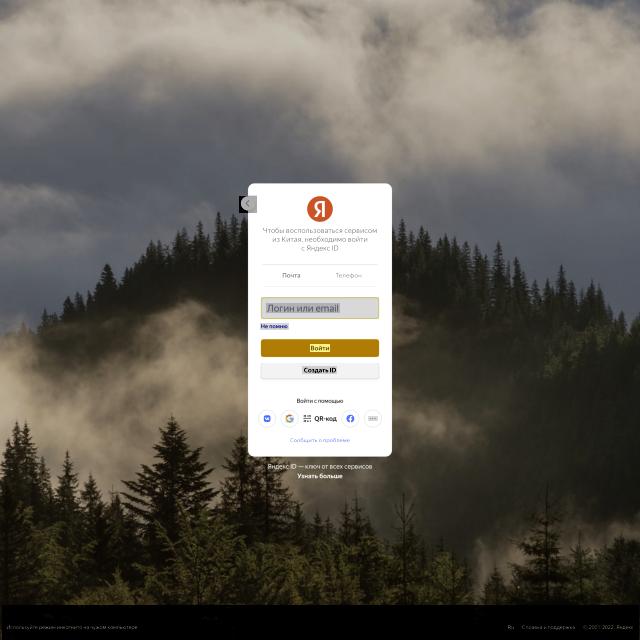 Я
Чтобы воспользоваться сервисом
из Китая, необходимо войти
с Яндекс ID
Почта Телефон
Логин или email
Не помню
Войти
Создать ID
Войти с помощью
QR-код
Сообщить о проблеме
Яндекс ID — ключ от всех сервисов
Узнать больше
Используйте режим инкогнито на чужом компьютере
Ru Справка и поддержка © 2001-2022, Яндекс